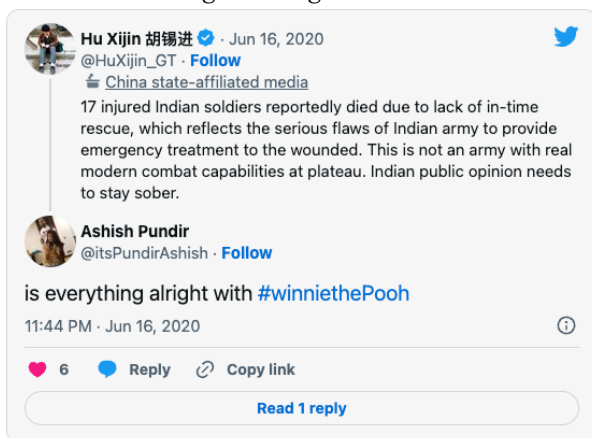 Hu Xijin 胡锡进 · Jun 16, 2020
@HuXijin_GT · Follow
China state-affiliated media
17 injured Indian soldiers reportedly died due to lack of in-time
rescue, which reflects the serious flaws of Indian army to provide
emergency treatment to the wounded. This is not an army with real
modern combat capabilities at plateau. Indian public opinion needs
to stay sober.
Ashish Pundir
@itsPundirAshish · Follow
is everything alright with #winniethePooh
11:44 PM · Jun 16, 2020
6 Reply Copy link
Read 1 reply